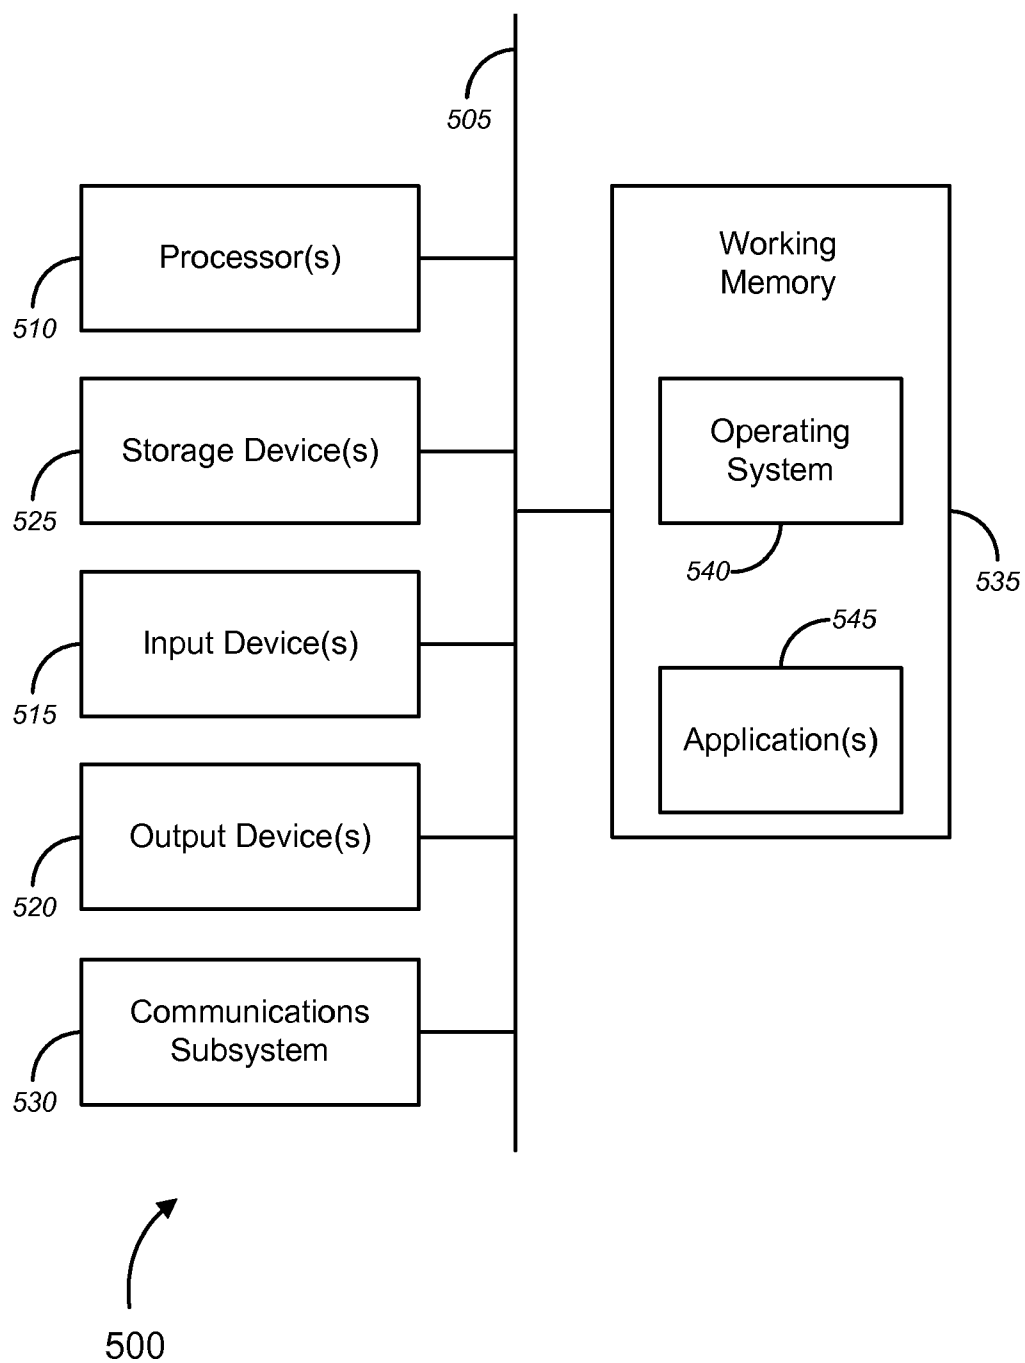 505
Processor(s)
510
Storage Device(s)
525
Input Device(s)
515
Output Device(s)
520
Communications
Subsystem
530
Working
Memory
Operating
System
540
535
545
Application(s)
500